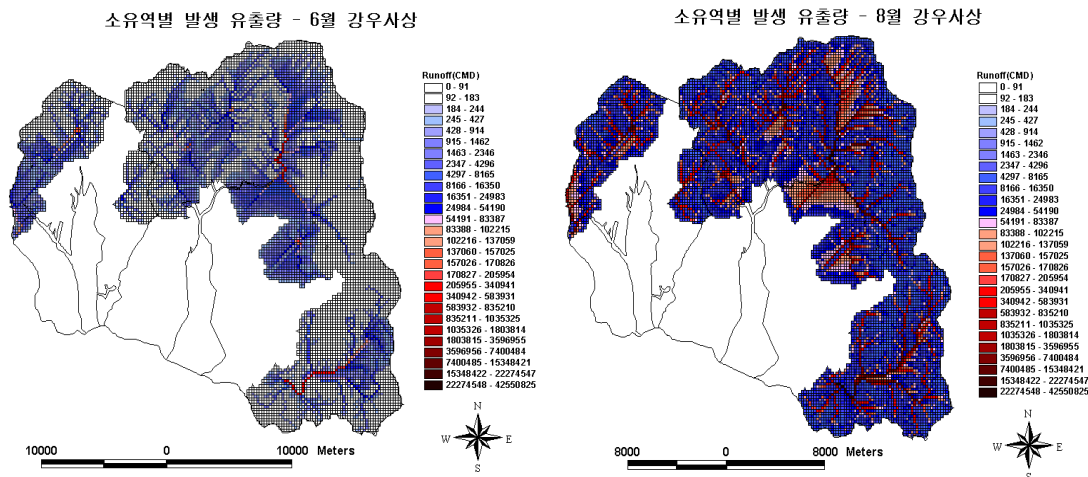 소유역별 발생 유출량 - 6월 강우사상
Runoff(CMD)
0 - 91
92 - 183
184 - 244
245 - 427
428 - 914
915 - 1462
1463 - 2346
2347 - 4296
4297 - 8165
8166 - 16350
16351 - 24983
24984 - 54190
54191 - 83387
83388 - 102215
102216 - 137059
137060 - 157025
157026 - 170826
170827 - 205954
205955 - 340941
340942 - 583931
583932 - 835210
835211 - 1035325
1035326 - 1803814
1803815 - 3596955
3596956 - 7400484
7400485 - 15348421
15348422 - 22274547
22274548 - 42550825
N
W E
S
10000 0 10000 Meters
소유역별 발생 유출량 - 8월 강우사상
Runoff(CMD)
0 - 91
92 - 183
184 - 244
245 - 427
428 - 914
915 - 1462
1463 - 2346
2347 - 4296
4297 - 8165
8166 - 16350
16351 - 24983
24984 - 54190
54191 - 83387
83388 - 102215
102216 - 137059
137060 - 157025
157026 - 170826
170827 - 205954
205955 - 340941
340942 - 583931
583932 - 835210
835211 - 1035325
1035326 - 1803814
1803815 - 3596955
3596956 - 7400484
7400485 - 15348421
15348422 - 22274547
22274548 - 42550825
N
W E
S
8000 0 8000 Meters